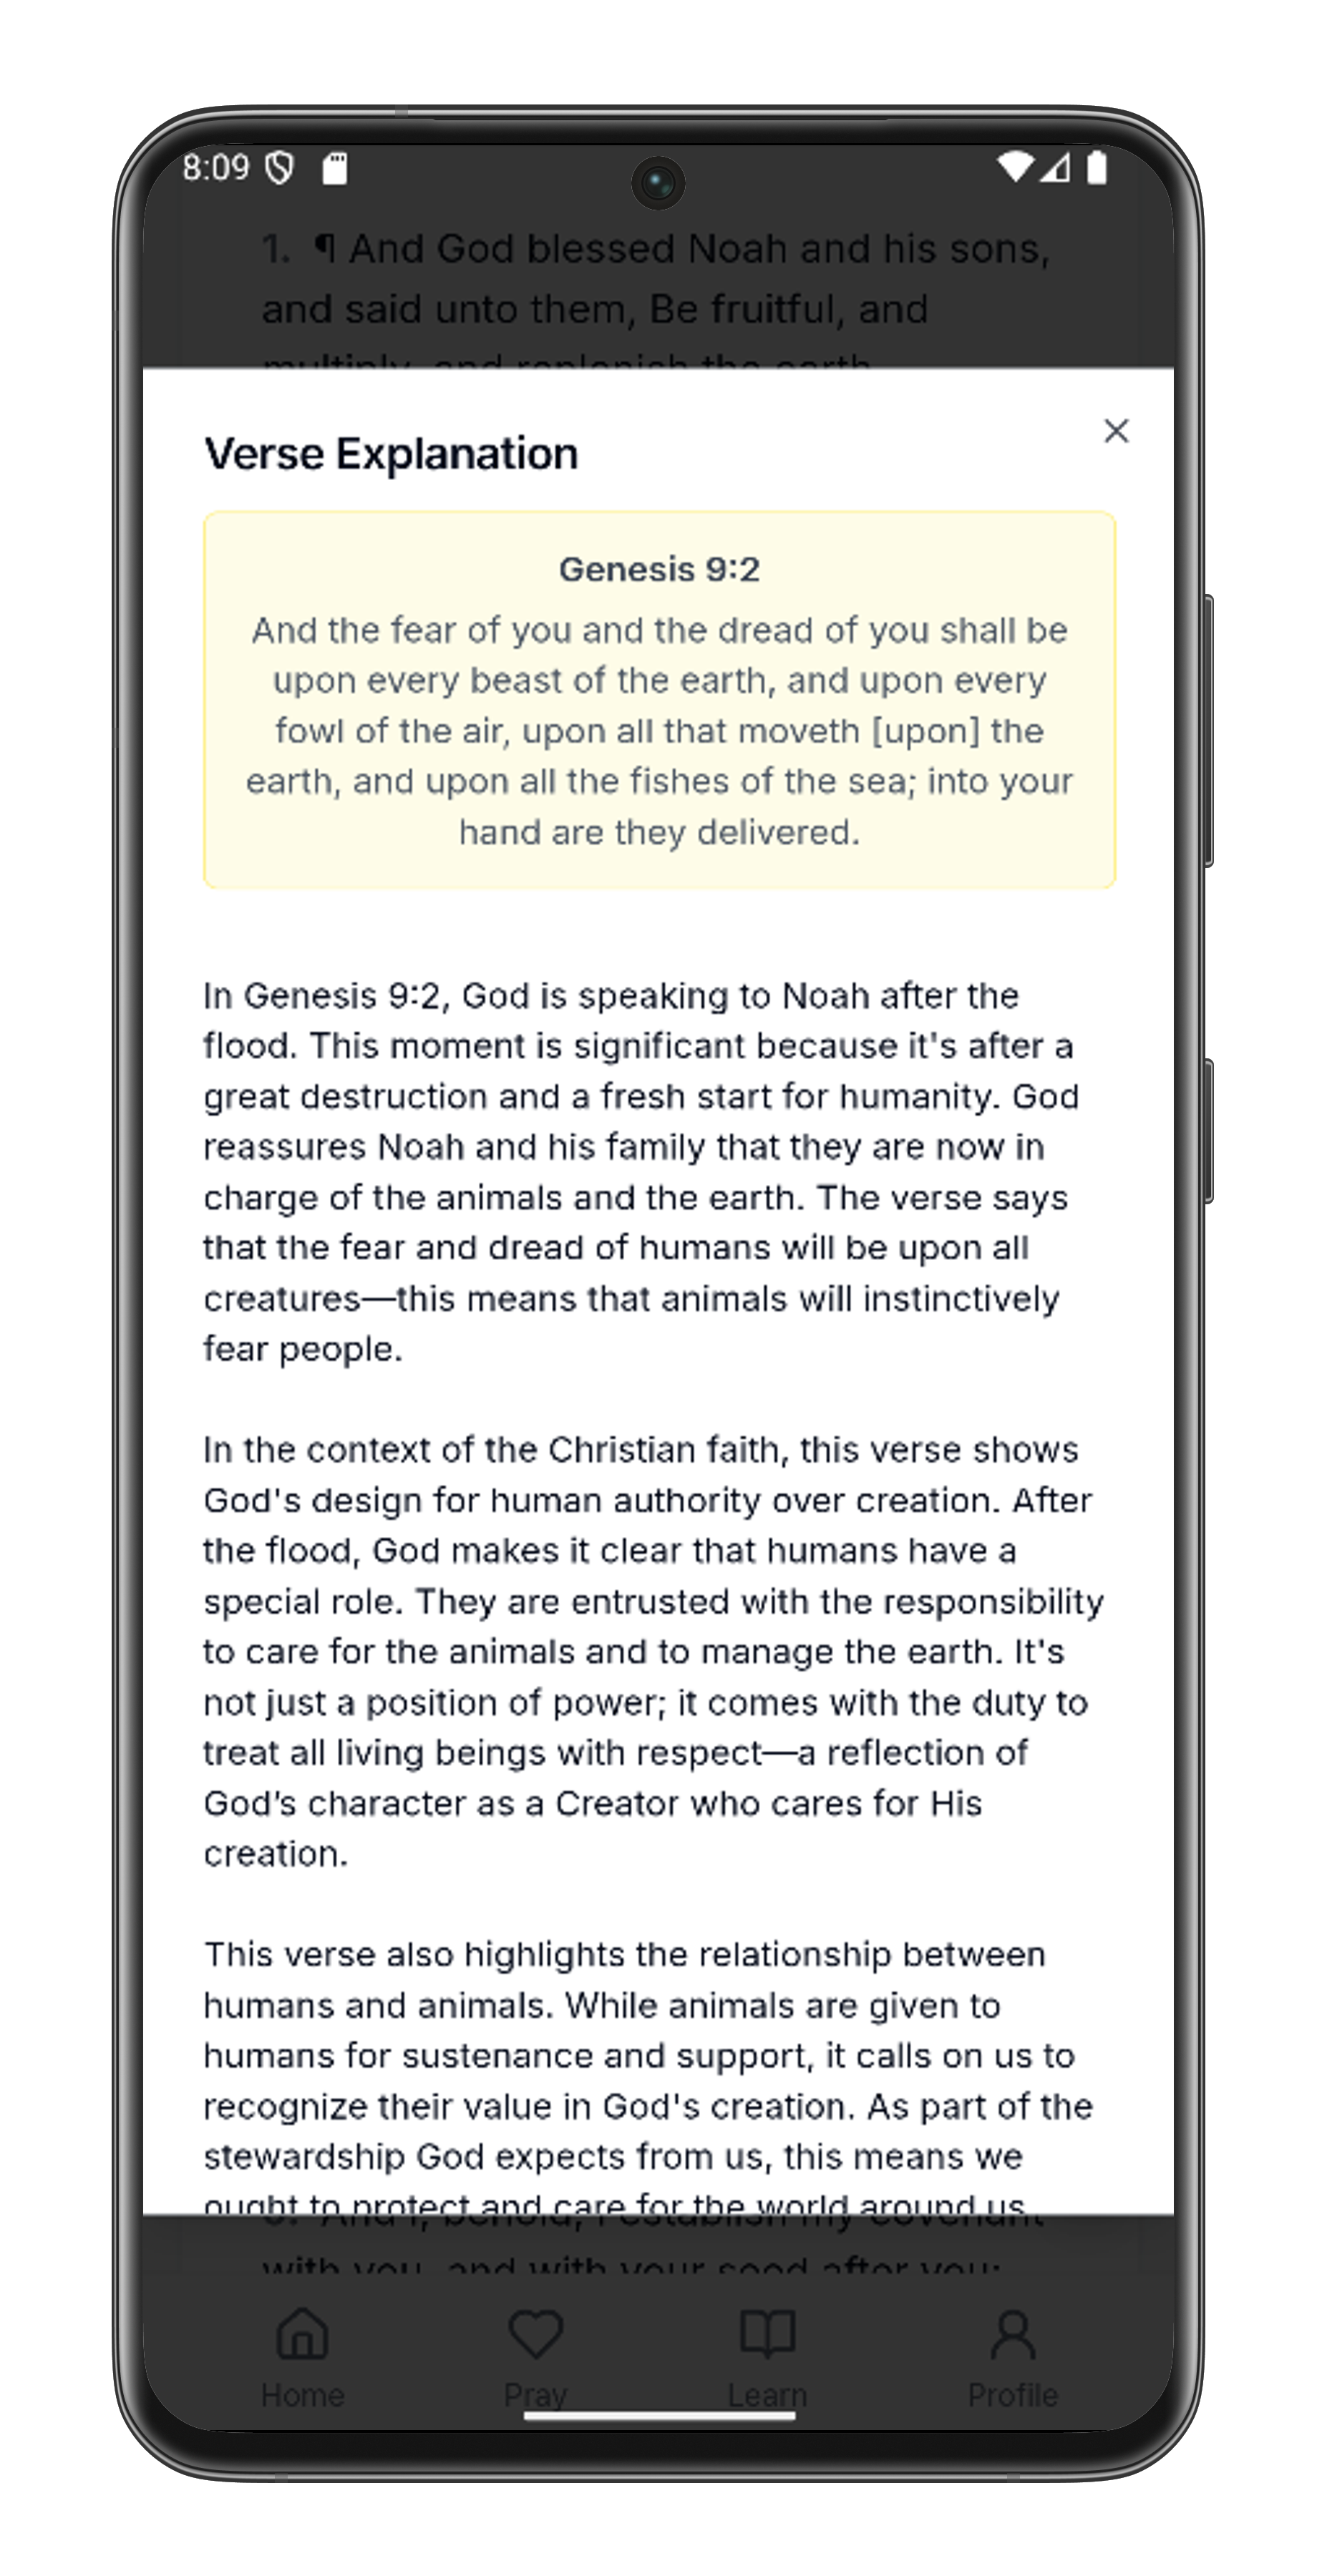 8:09
1. ¶ And God blessed Noah and his sons,
and said unto them, Be fruitful, and
multiply, and replenish the earth.
Verse Explanation
Genesis 9:2
And the fear of you and the dread of you shall be
upon every beast of the earth, and upon every
fowl of the air, upon all that moveth [upon] the
earth, and upon all the fishes of the sea; into your
hand are they delivered.
In Genesis 9:2, God is speaking to Noah after the
flood. This moment is significant because it's after a
great destruction and a fresh start for humanity. God
reassures Noah and his family that they are now in
charge of the animals and the earth. The verse says
that the fear and dread of humans will be upon all
creatures—this means that animals will instinctively
fear people.
In the context of the Christian faith, this verse shows
God's design for human authority over creation. After
the flood, God makes it clear that humans have a
special role. They are entrusted with the responsibility
to care for the animals and to manage the earth. It's
not just a position of power; it comes with the duty to
treat all living beings with respect—a reflection of
God's character as a Creator who cares for His
creation.
This verse also highlights the relationship between
humans and animals. While animals are given to
humans for sustenance and support, it calls on us to
recognize their value in God's creation. As part of the
stewardship God expects from us, this means we
ought to protect and care for the world around us
And I, behold, I establish my covenant
with you, and with your seed after you;
Home
Pray
Learn
Profile